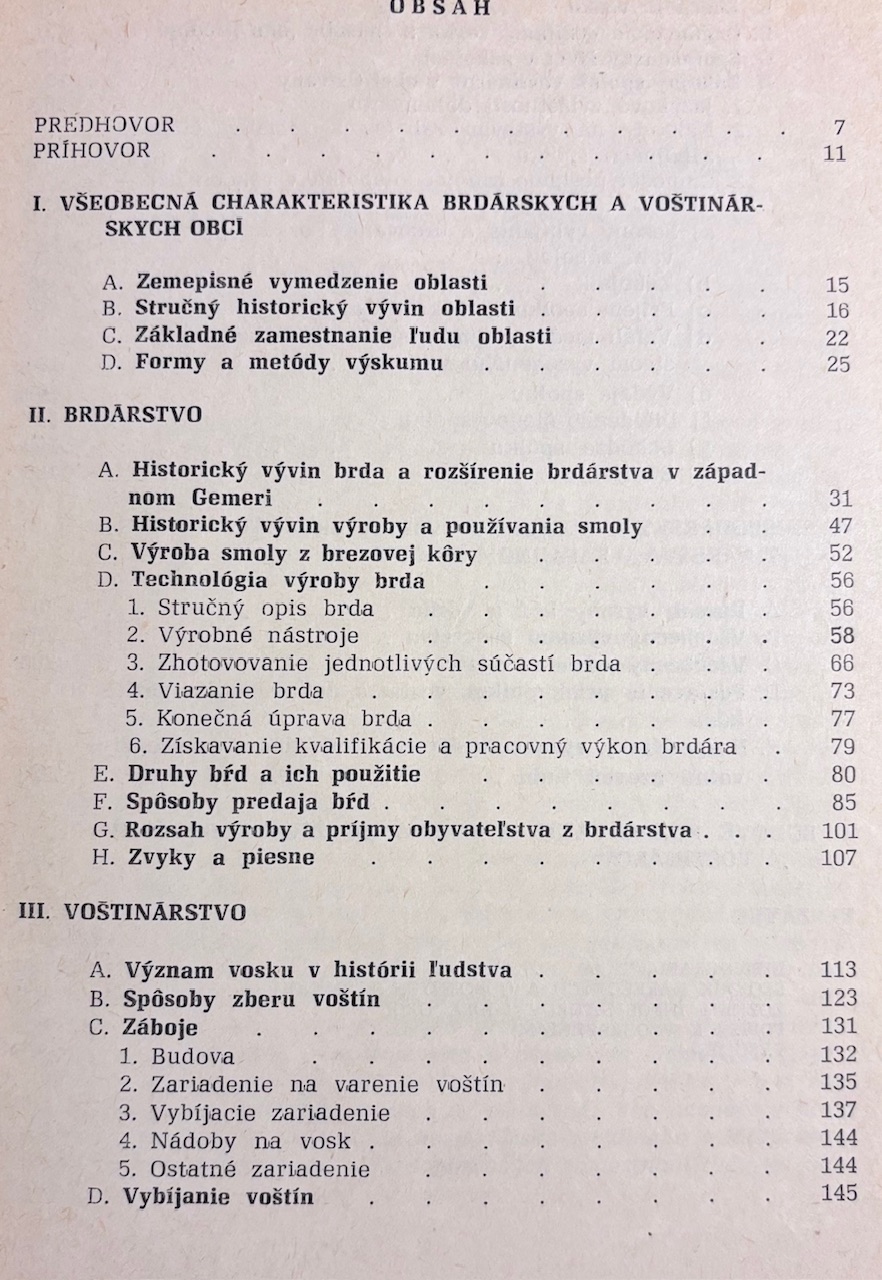 OBSAH
PREDHOVOR . . . . . . . . . . . 7
PRÍHOVOR . . . . . . . . . . . 11
I. VŠEOBECNÁ CHARAKTERISTIKA BRDÁRSKYCH A VOŠTINÁR-
SKYCH OBCÍ
A. Zemepisné vymedzenie oblasti . . . . . 15
B. Stručný historický vývin oblasti . . . . . 16
C. Základné zamestnanie ľudu oblasti . . . . 22
D. Formy a metódy výskumu . . . . . . 25
II. BRDÁRSTVO
A. Historický vývin brda a rozšírenie brdárstva v západ-
nom Gemeri . . . . . . . . . 31
B. Historický vývin výroby a používania smoly . . 47
C. Výroba smoly z brezovej kôry . . . . . 52
D. Technológia výroby brda . . . . . . 56
1. Stručný opis brda . . . . . . . 56
2. Výrobné nástroje . . . . . . . 58
3. Zhotovovanie jednotlivých súčastí brda . . . 66
4. Viazanie brda . . . . . . . . 73
5. Konečná úprava brda . . . . . . . 77
6. Získavanie kvalifikácie a pracovný výkon brdára . 79
E. Druhy bŕd a ich použitie . . . . . . 80
F. Spôsoby predaja bŕd . . . . . . . . 85
G. Rozsah výroby a príjmy obyvateľstva z brdárstva . . . 101
H. Zvyky a piesne . . . . . . . . 107
III. VOŠTINÁRSTVO
A. Význam vosku v histórii ľudstva . . . . . 113
B. Spôsoby zberu voštín . . . . . . . 123
C. Záboje . . . . . . . . . . 131
1. Budova . . . . . . . . . 132
2. Zariadenie na varenie voštín . . . . . 135
3. Vybíjacie zariadenie . . . . . . . 137
4. Nádoby na vosk . . . . . . . . 144
5. Ostatné zariadenie . . . . . . . 144
D. Vybíjanie voštín . . . . . . . . 145